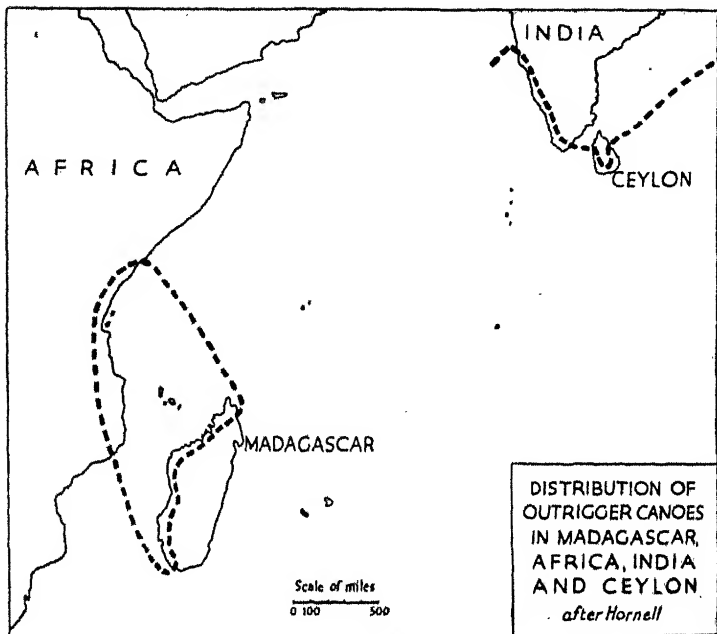 INDIA
AFRICA
CEYLON
MADAGASCAR
Scale of miles
0 100 500
DISTRIBUTION OF
OUTRIGGER CANOES
IN MADAGASCAR,
AFRICA, INDIA
AND CEYLON
after Hornell